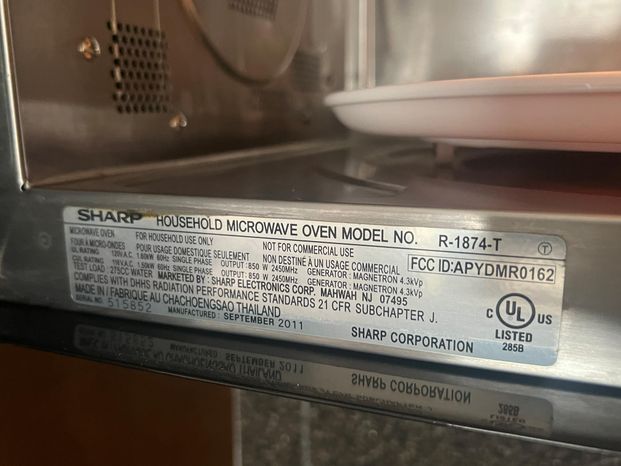 SHARP HOUSEHOLD MICROWAVE OVEN MODEL NO. R-1874-T T
MICROWAVE OVEN FOR HOUSEHOLD USE ONLY NOT FOR COMMERCIAL USE
FOUR À MICRO-ONDES POUR USAGE DOMESTIQUE SEULEMENT NON DESTINÉ À UN USAGE COMMERCIAL
FCC ID:APYDMR0162
UL RATING 120V A.C. 1.60kW 60Hz SINGLE PHASE OUTPUT: 850 W 2450MHz GENERATOR: MAGNETRON 4.3kVp
CUL RATING 60Hz SINGLE PHASE OUTPUT: 850 W 2450MHz GENERATOR: MAGNETRON 4.3kVp
TEST LOAD: 275CC WATER MARKETED BY: SHARP ELECTRONICS CORP. MAHWAH NJ 07495
COMPLIES WITH DHHS RADIATION PERFORMANCE STANDARDS 21 CFR SUBCHAPTER J.
MADE IN / FABRIQUE AU CHACHOENGSAO THAILAND
SERIAL NO. 515852 MANUFACTURED: SEPTEMBER 2011 SHARP CORPORATION
C UL US
LISTED
285B